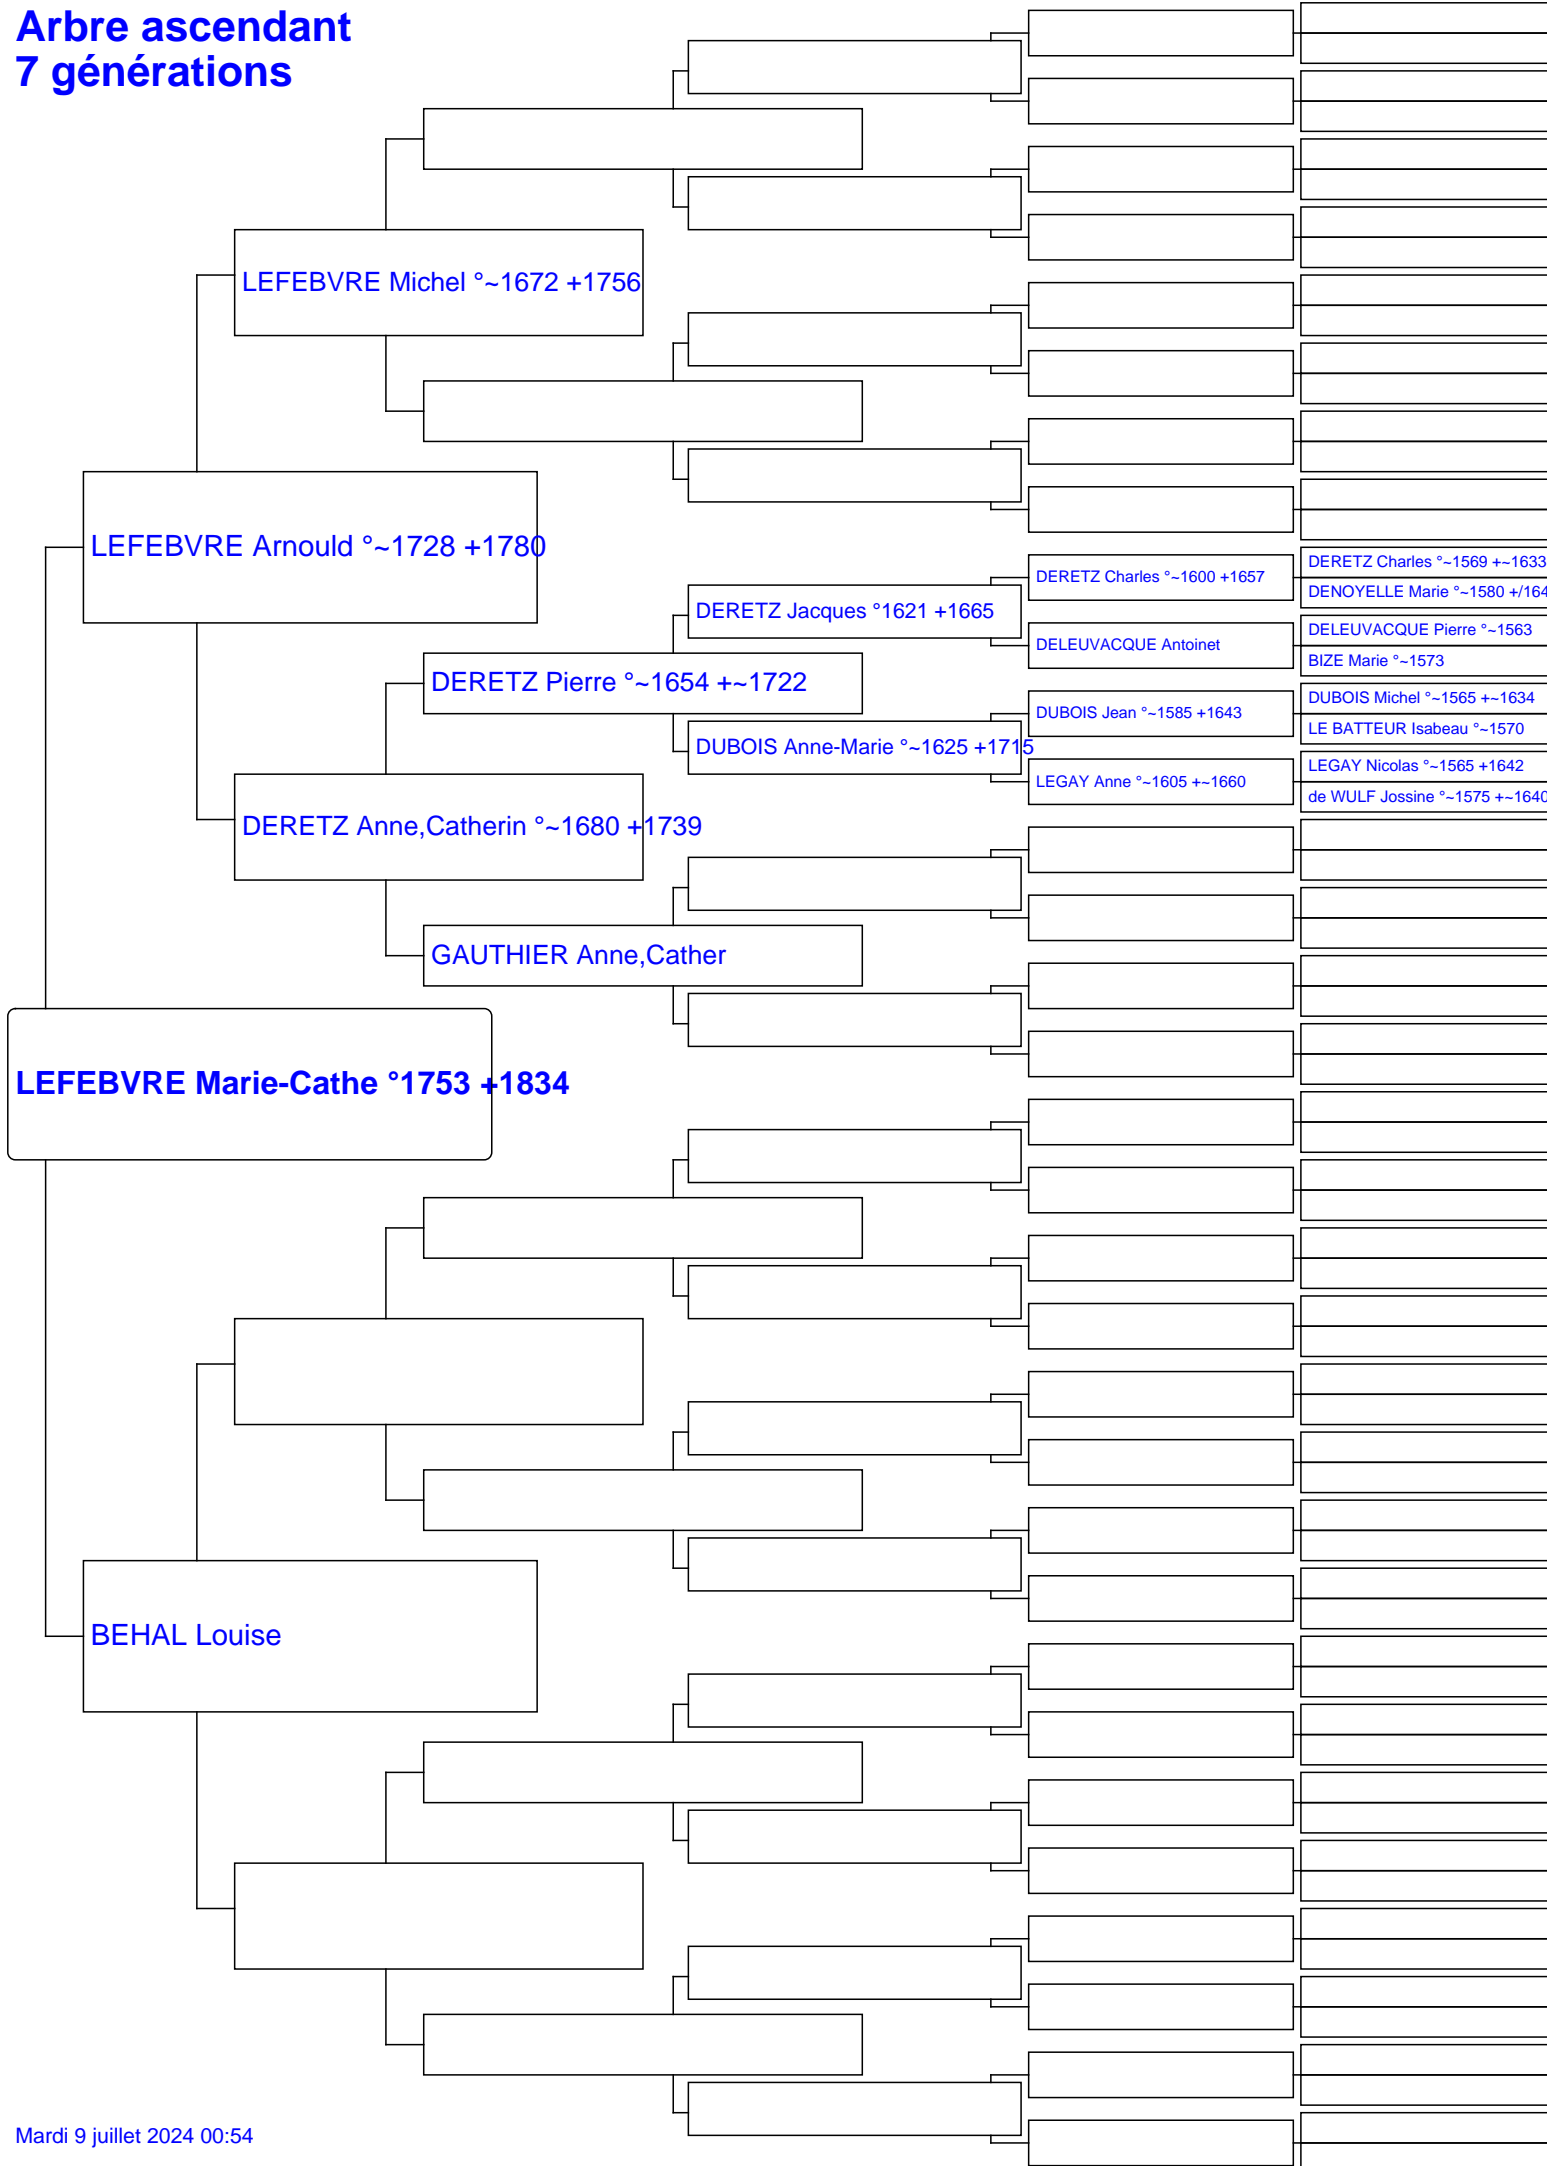 Arbre ascendant
7 générations
LEFEBVRE Michel °~1672 +1756
LEFEBVRE Arnould °~1728 +1780
DERETZ Charles °~1569 +~1633
DERETZ Charles °~1600 +1657
DENOYELLE Marie °~1580 +/164
DERETZ Jacques °1621 +1665
DELEUVACQUE Pierre °~1563
DELEUVACQUE Antoinet
BIZE Marie °~1573
DERETZ Pierre °~1654 +~1722
DUBOIS Michel °~1565 +~1634
DUBOIS Jean °~1585 +1643
LE BATTEUR Isabeau °~1570
DUBOIS Anne-Marie °~1625 +1715
LEGAY Nicolas °~1565 +1642
LEGAY Anne °~1605 +~1660
de WULF Jossine °~1575 +~1640
DERETZ Anne,Catherin °~1680 +1739
GAUTHIER Anne,Cather
LEFEBVRE Marie-Cathe °1753 +1834
BEHAL Louise
Mardi 9 juillet 2024 00:54